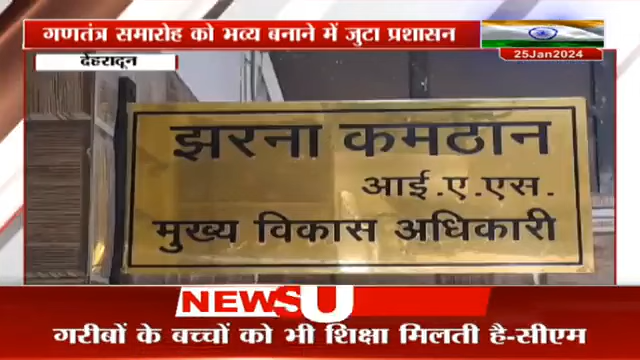 गणतंत्र समारोह को भव्य बनाने में जुटा प्रशासन
25Jan2024
देहरादून
झरना कमठान
आई.ए.एस.
मुख्य विकास अधिकारी
NEWS U
गरीबों के बच्चों को भी शिक्षा मिलती है-सीएम